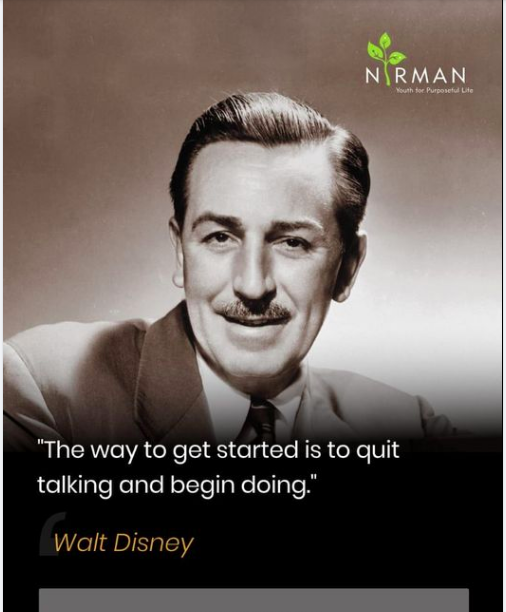 NIRMAN
Youth for Purposeful Life
"The way to get started is to quit
talking and begin doing."
Walt Disney